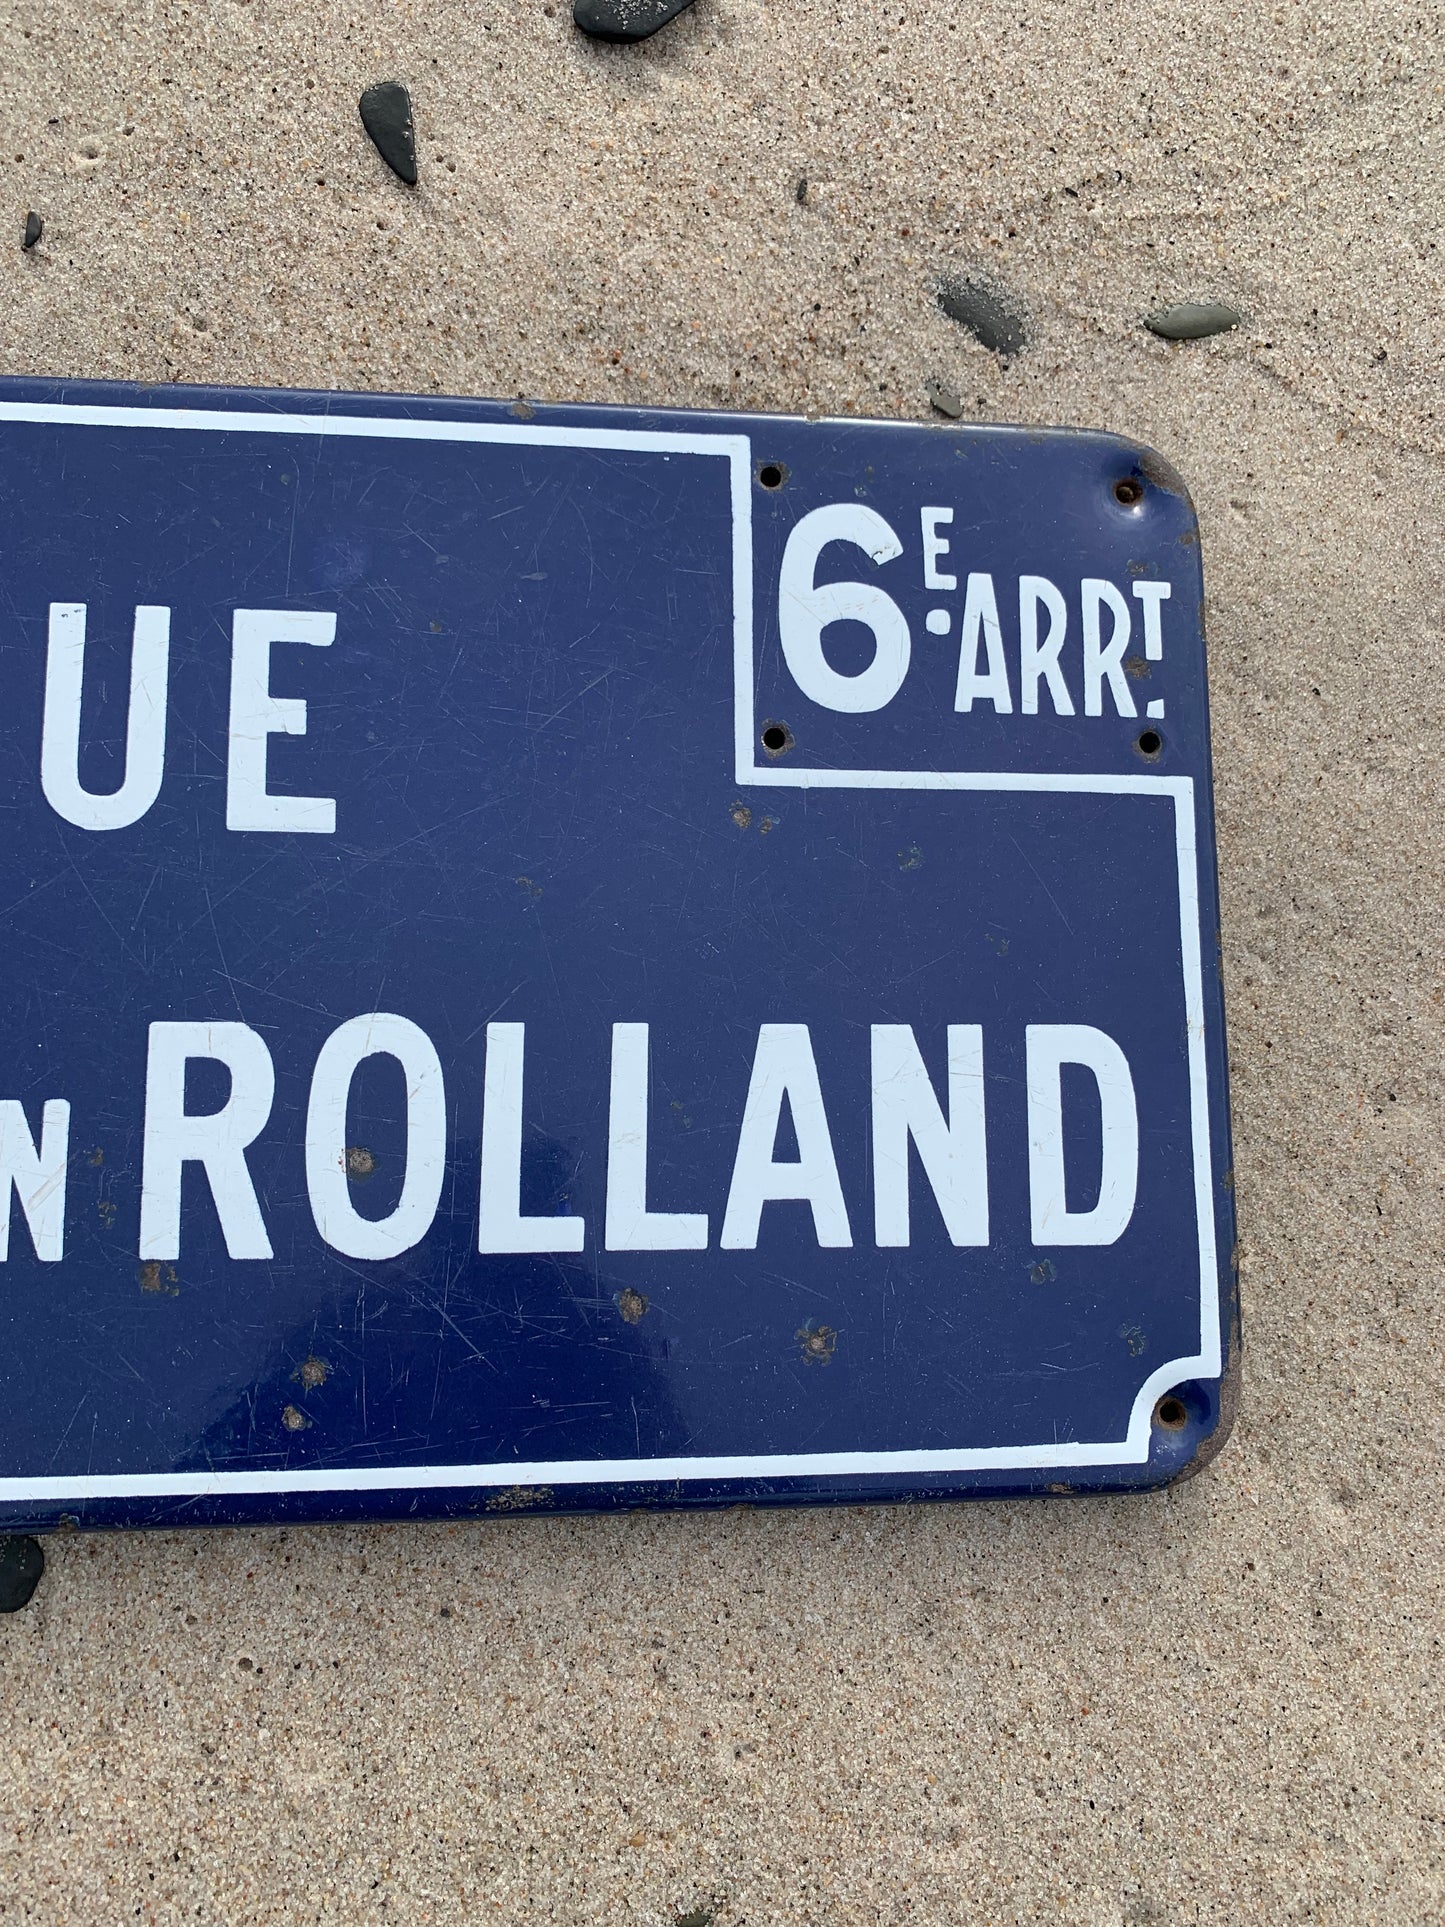 6E. ARRT.
UE
N ROLLAND